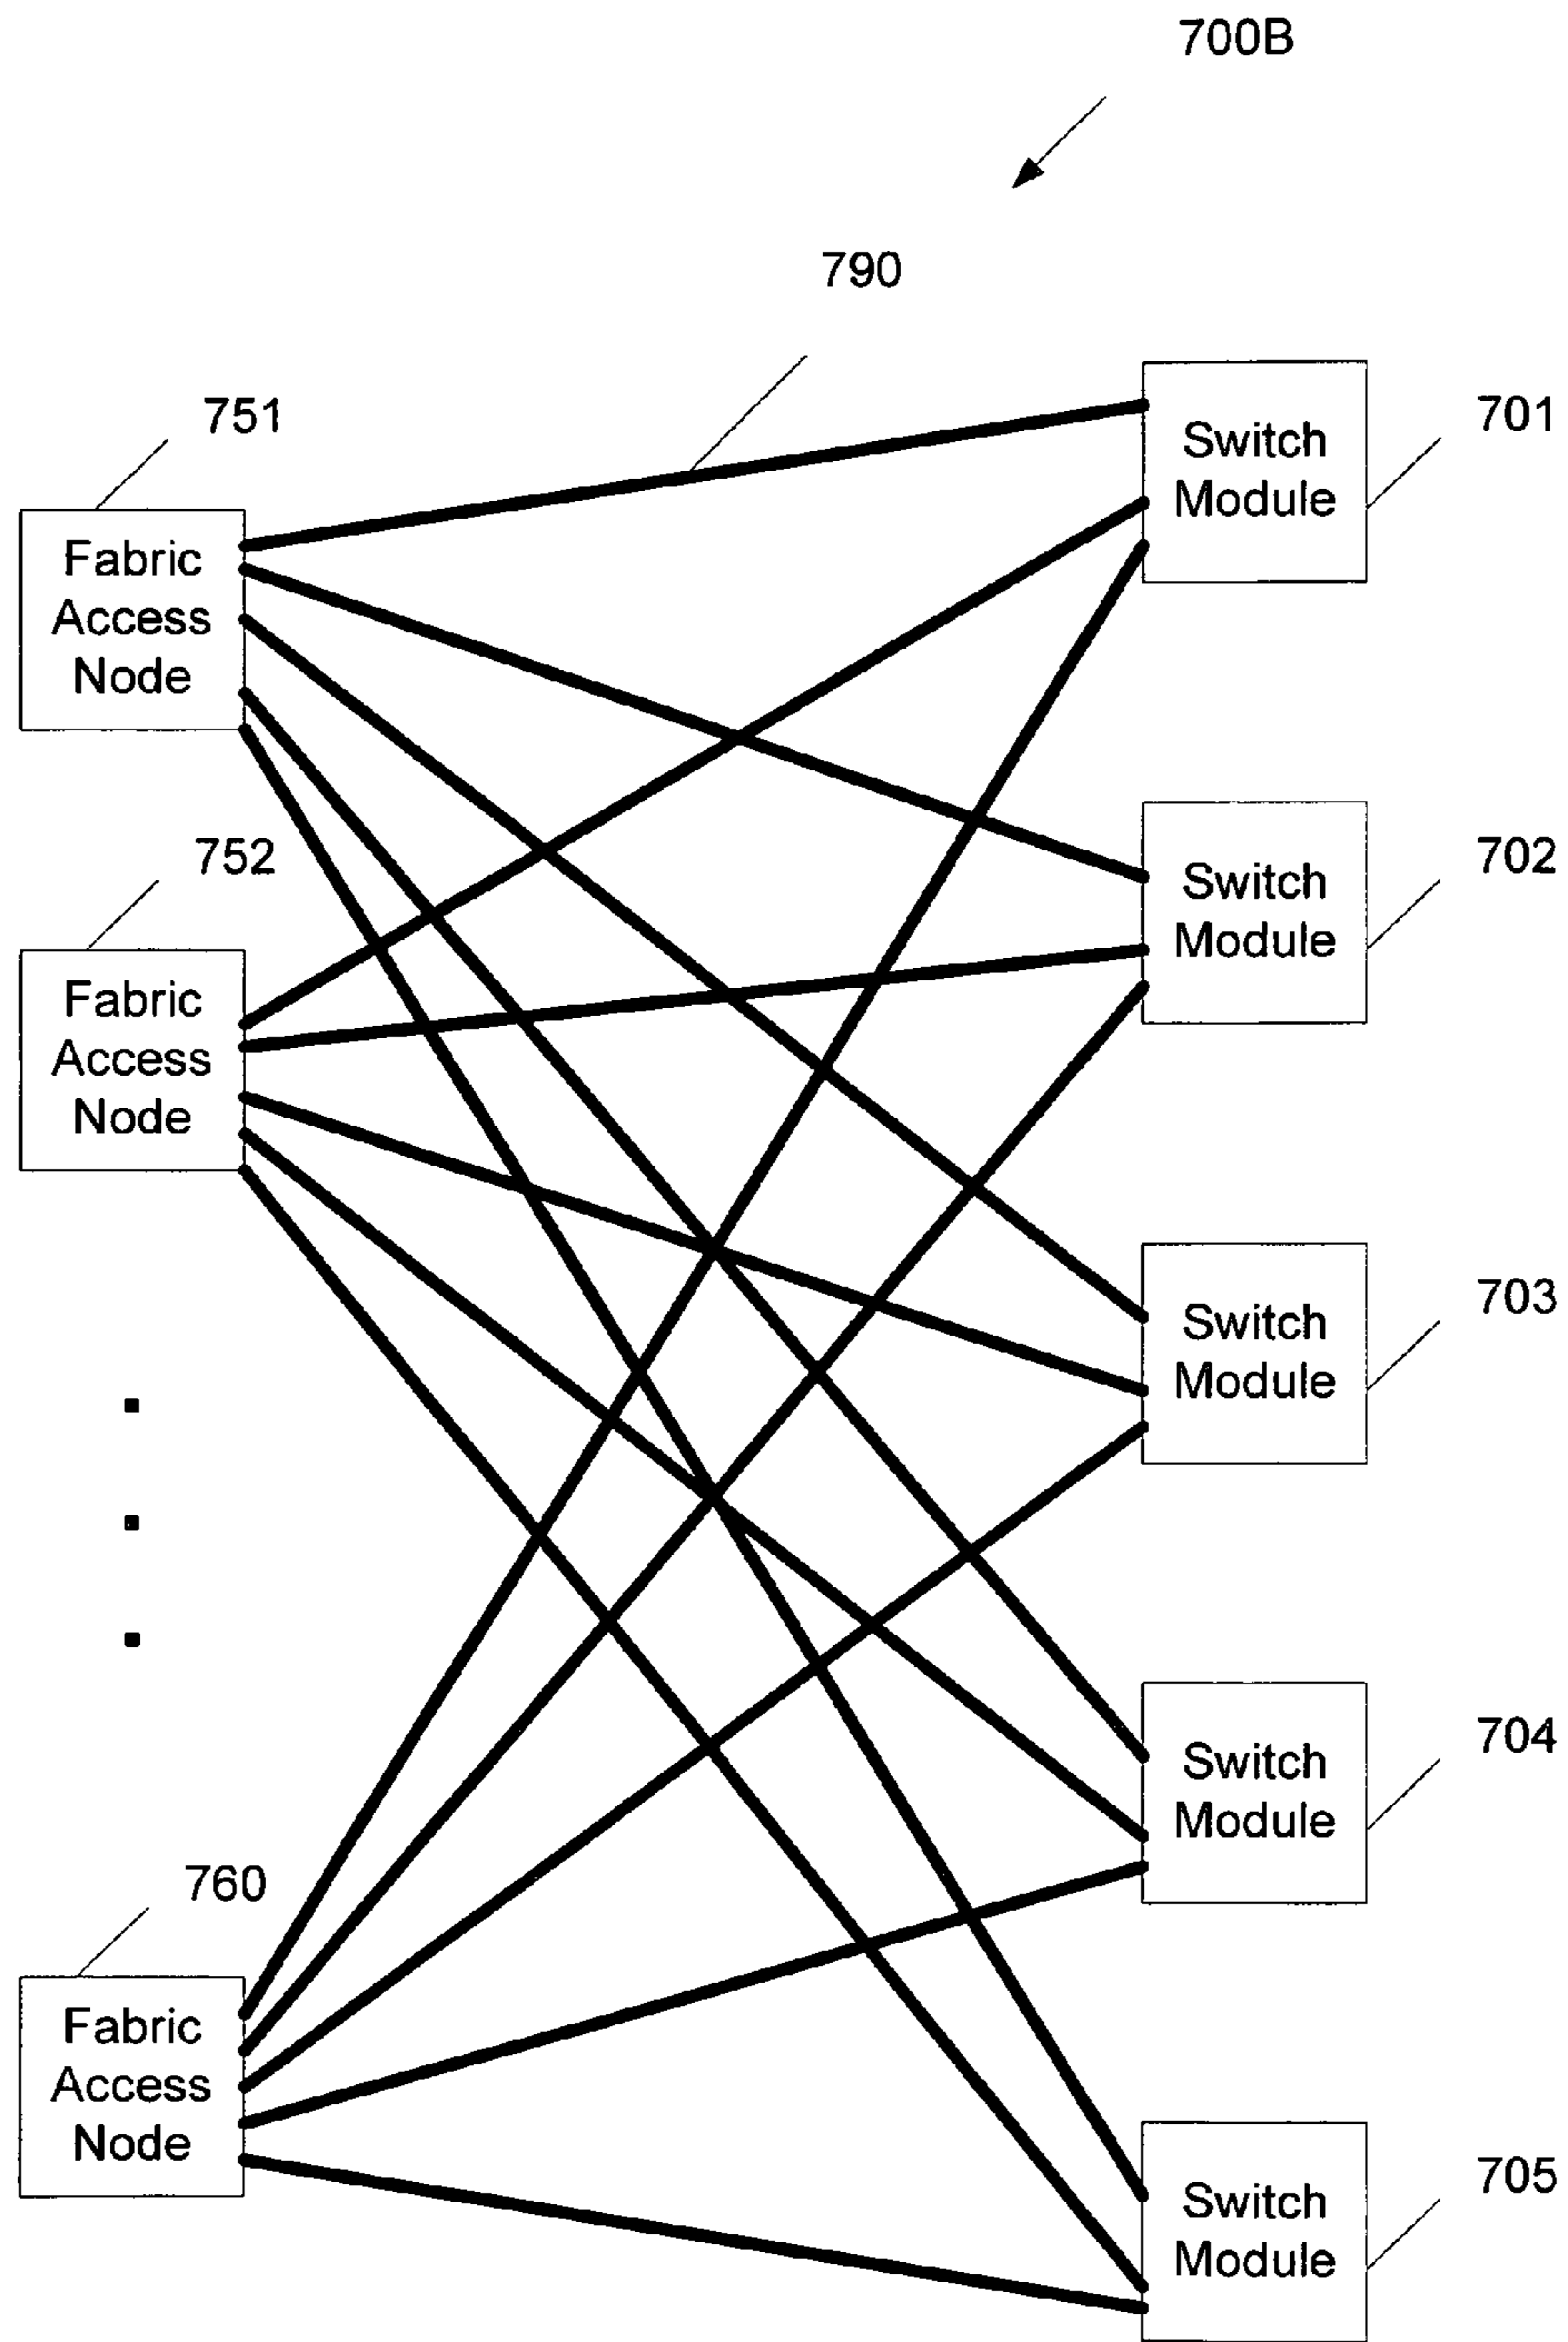 700B
790
751
Fabric
Access
Node
Switch
Module
701
752
Fabric
Access
Node
Switch
Module
702
Switch
Module
703
Switch
Module
704
760
Fabric
Access
Node
Switch
Module
705